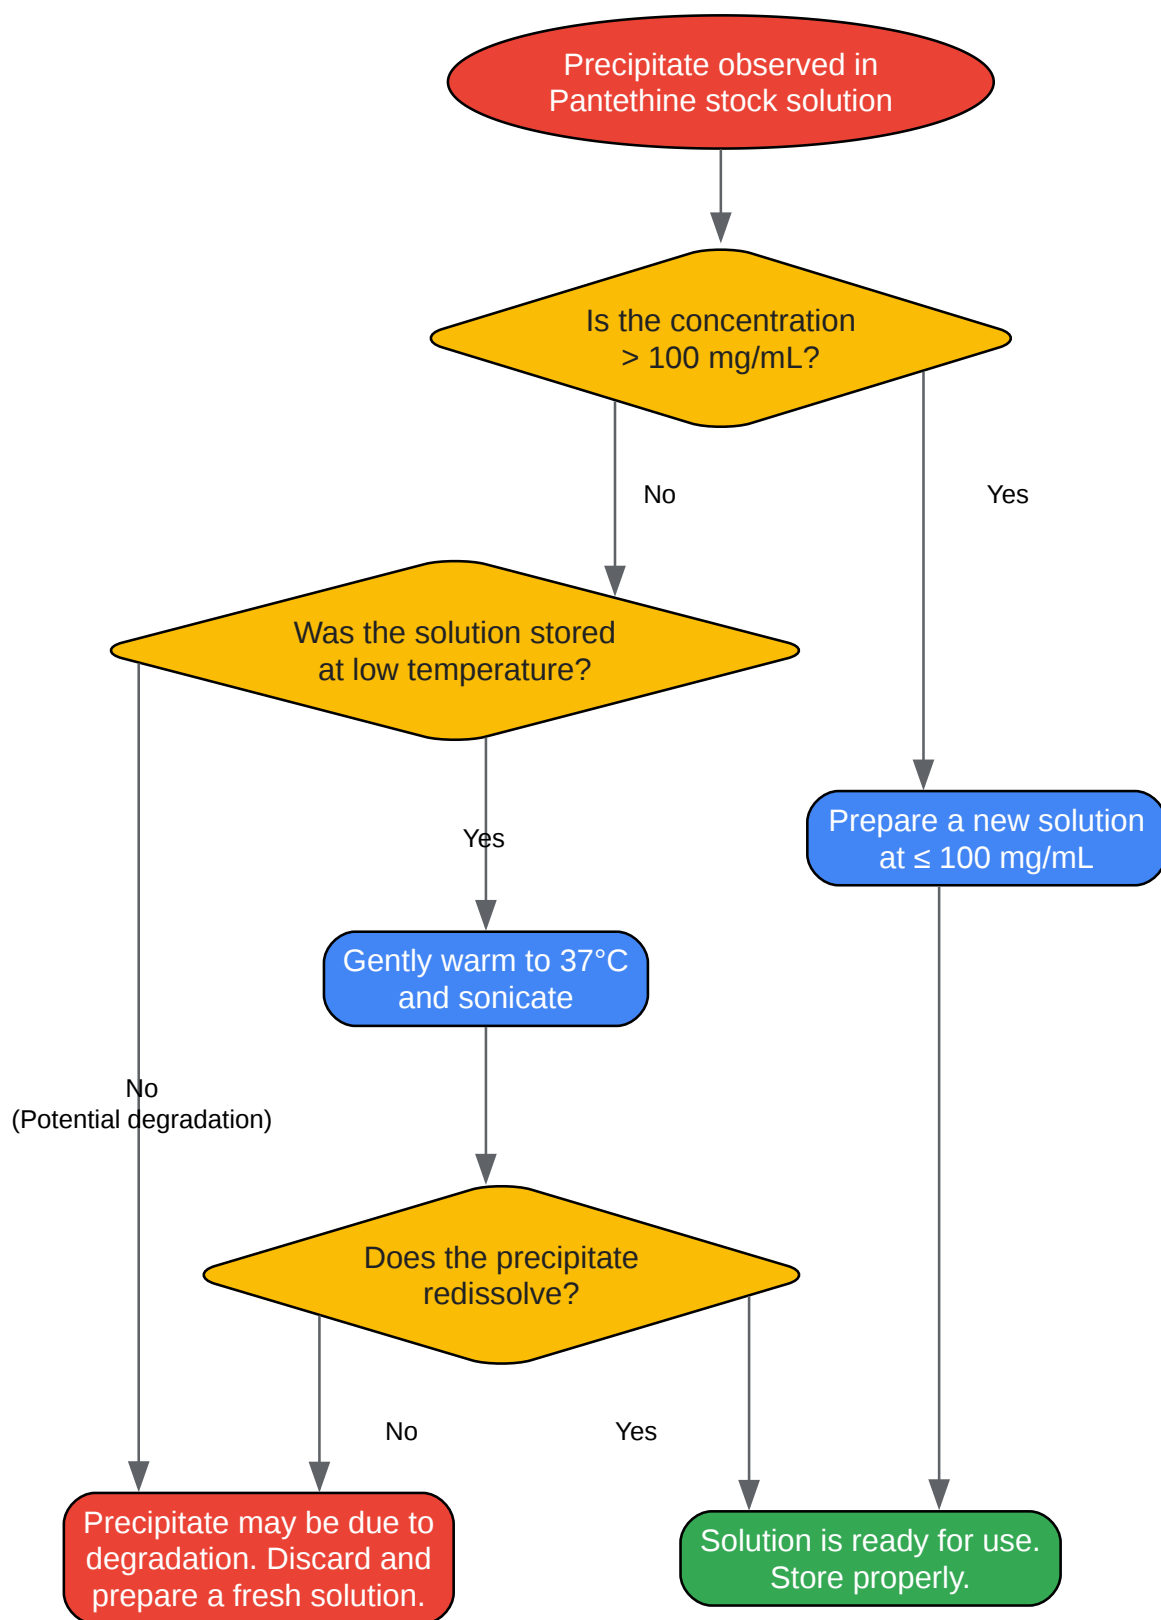 Precipitate observed in
Pantethine stock solution
Is the concentration
> 100 mg/mL?
No
Yes
Was the solution stored
at low temperature?
Yes
Prepare a new solution
at ≤ 100 mg/mL
Gently warm to 37°C
and sonicate
No
(Potential degradation)
Does the precipitate
redissolve?
No
Yes
Precipitate may be due to
degradation. Discard and
prepare a fresh solution.
Solution is ready for use.
Store properly.